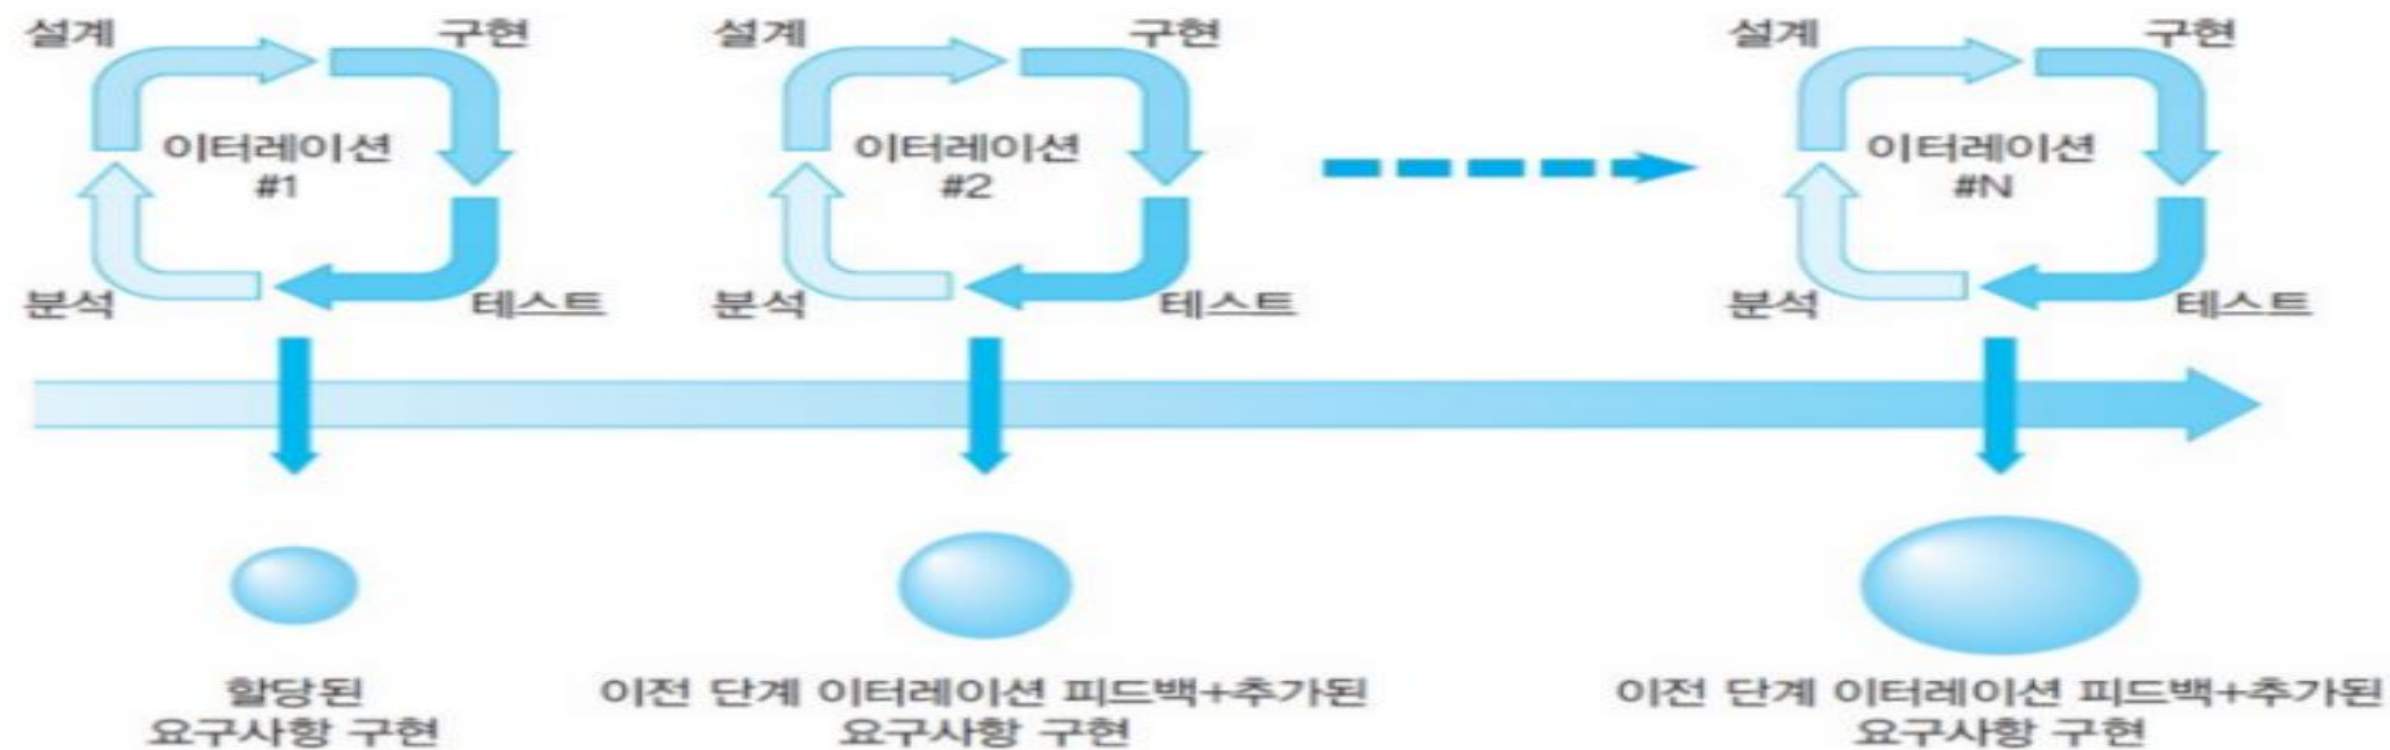 설계
구현
이터레이션
#1
분석
테스트
설계
구현
이터레이션
#2
분석
테스트
설계
구현
이터레이션
#N
분석
테스트
할당된
요구사항 구현
이전 단계 이터레이션 피드백+추가된
요구사항 구현
이전 단계 이터레이션 피드백+추가된
요구사항 구현